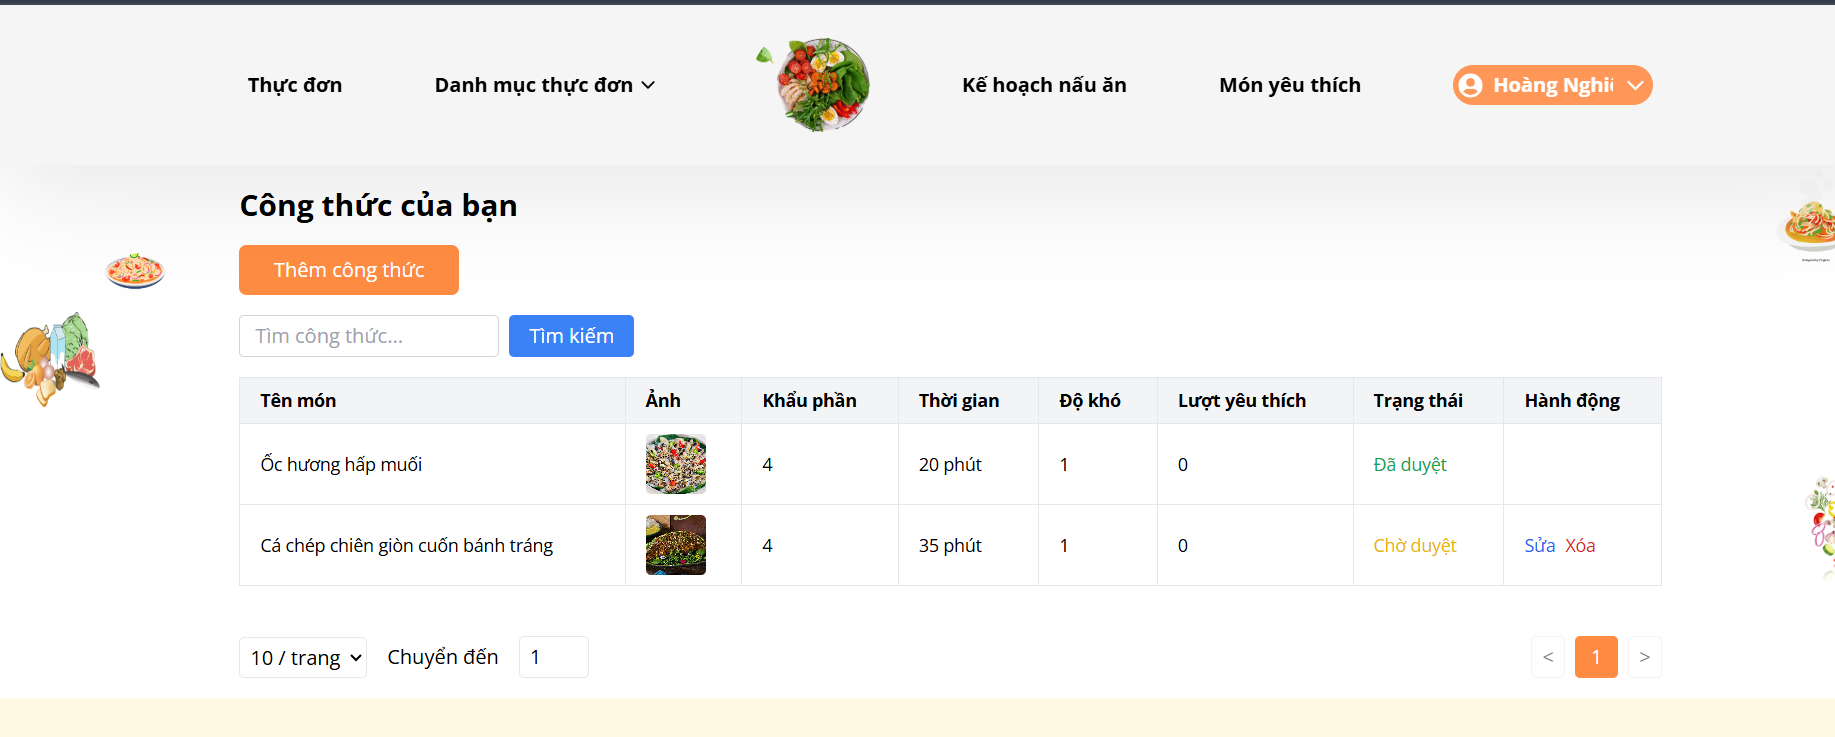 Thực đơn
Danh mục thực đơn
Kế hoạch nấu ăn
Món yêu thích
Hoàng Nghi
Công thức của bạn
Thêm công thức
Tìm công thức...
Tìm kiếm
Tên món Ảnh Khẩu phần Thời gian Độ khó Lượt yêu thích Trạng thái Hành động
Ốc hương hấp muối 4 20 phút 1 0 Đã duyệt
Cá chép chiên giòn cuốn bánh tráng 4 35 phút 1 0 Chờ duyệt Sửa Xóa
10 / trang Chuyển đến 1 < 1 >